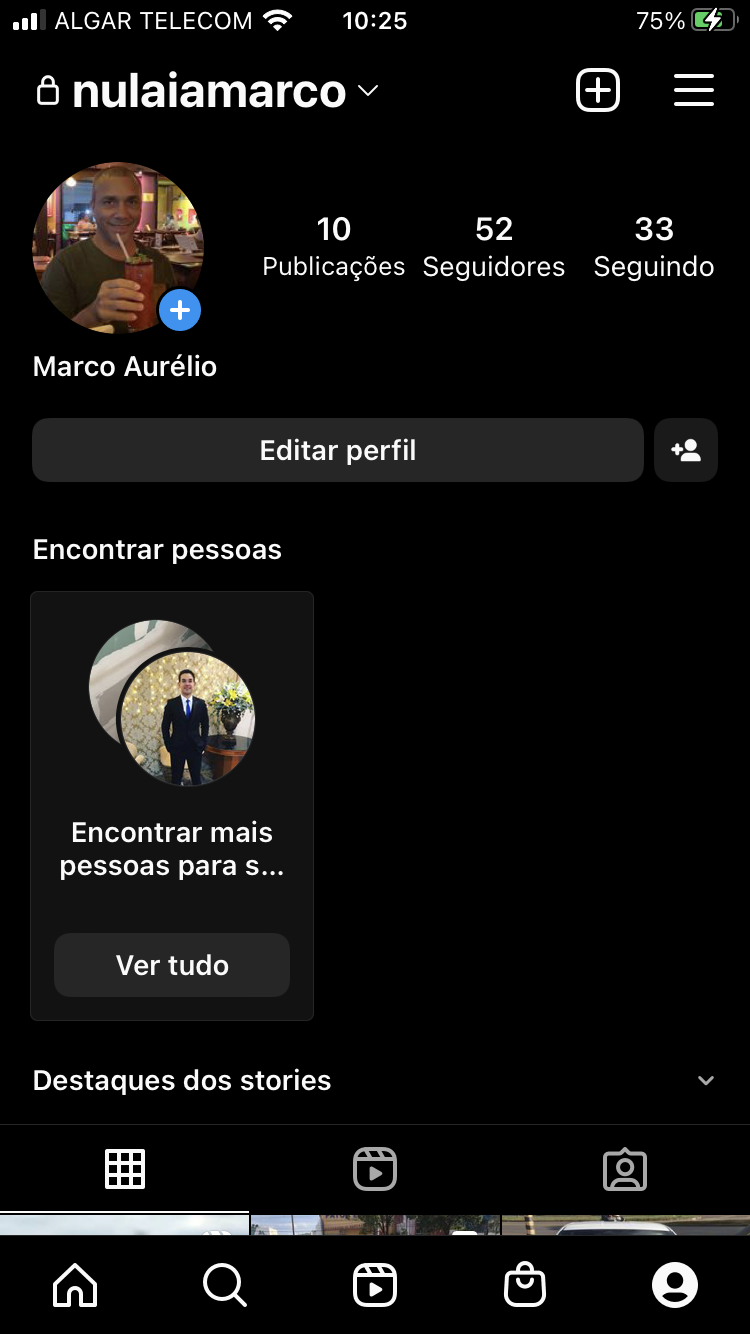 ALGAR TELECOM 10:25 75%
nulaiamarco
10 52 33
Publicações Seguidores Seguindo
Marco Aurélio
Editar perfil
Encontrar pessoas
Encontrar mais
pessoas para s...
Ver tudo
Destaques dos stories